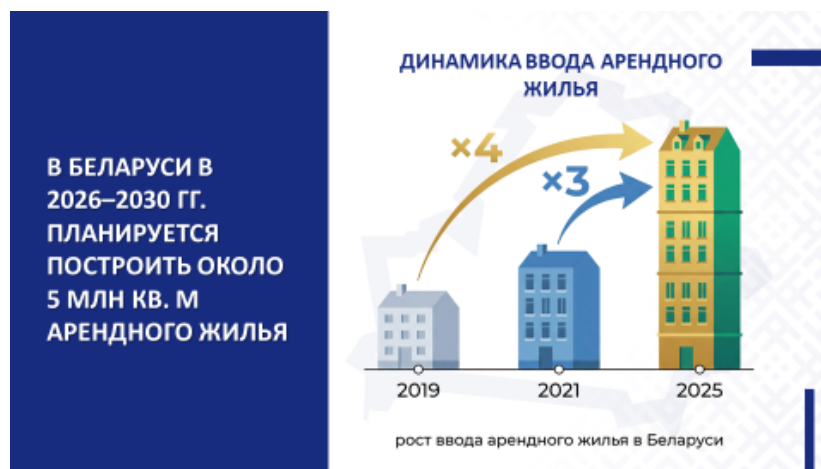 В БЕЛАРУСИ В
2026–2030 ГГ.
ПЛАНИРУЕТСЯ
ПОСТРОИТЬ ОКОЛО
5 МЛН КВ. М
АРЕНДНОГО ЖИЛЬЯ
ДИНАМИКА ВВОДА АРЕНДНОГО
ЖИЛЬЯ
×4
×3
2019
2021
2025
рост ввода арендного жилья в Беларуси